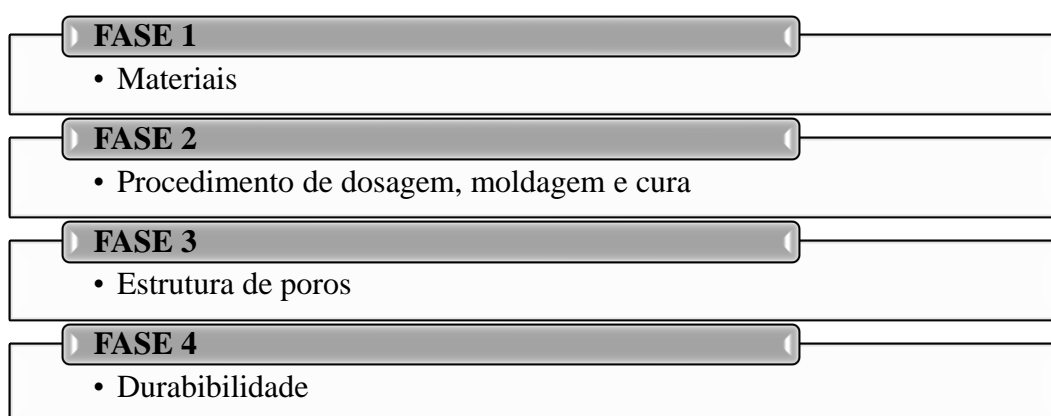 FASE 1
• Materiais
FASE 2
• Procedimento de dosagem, moldagem e cura
FASE 3
• Estrutura de poros
FASE 4
• Durabibilidade